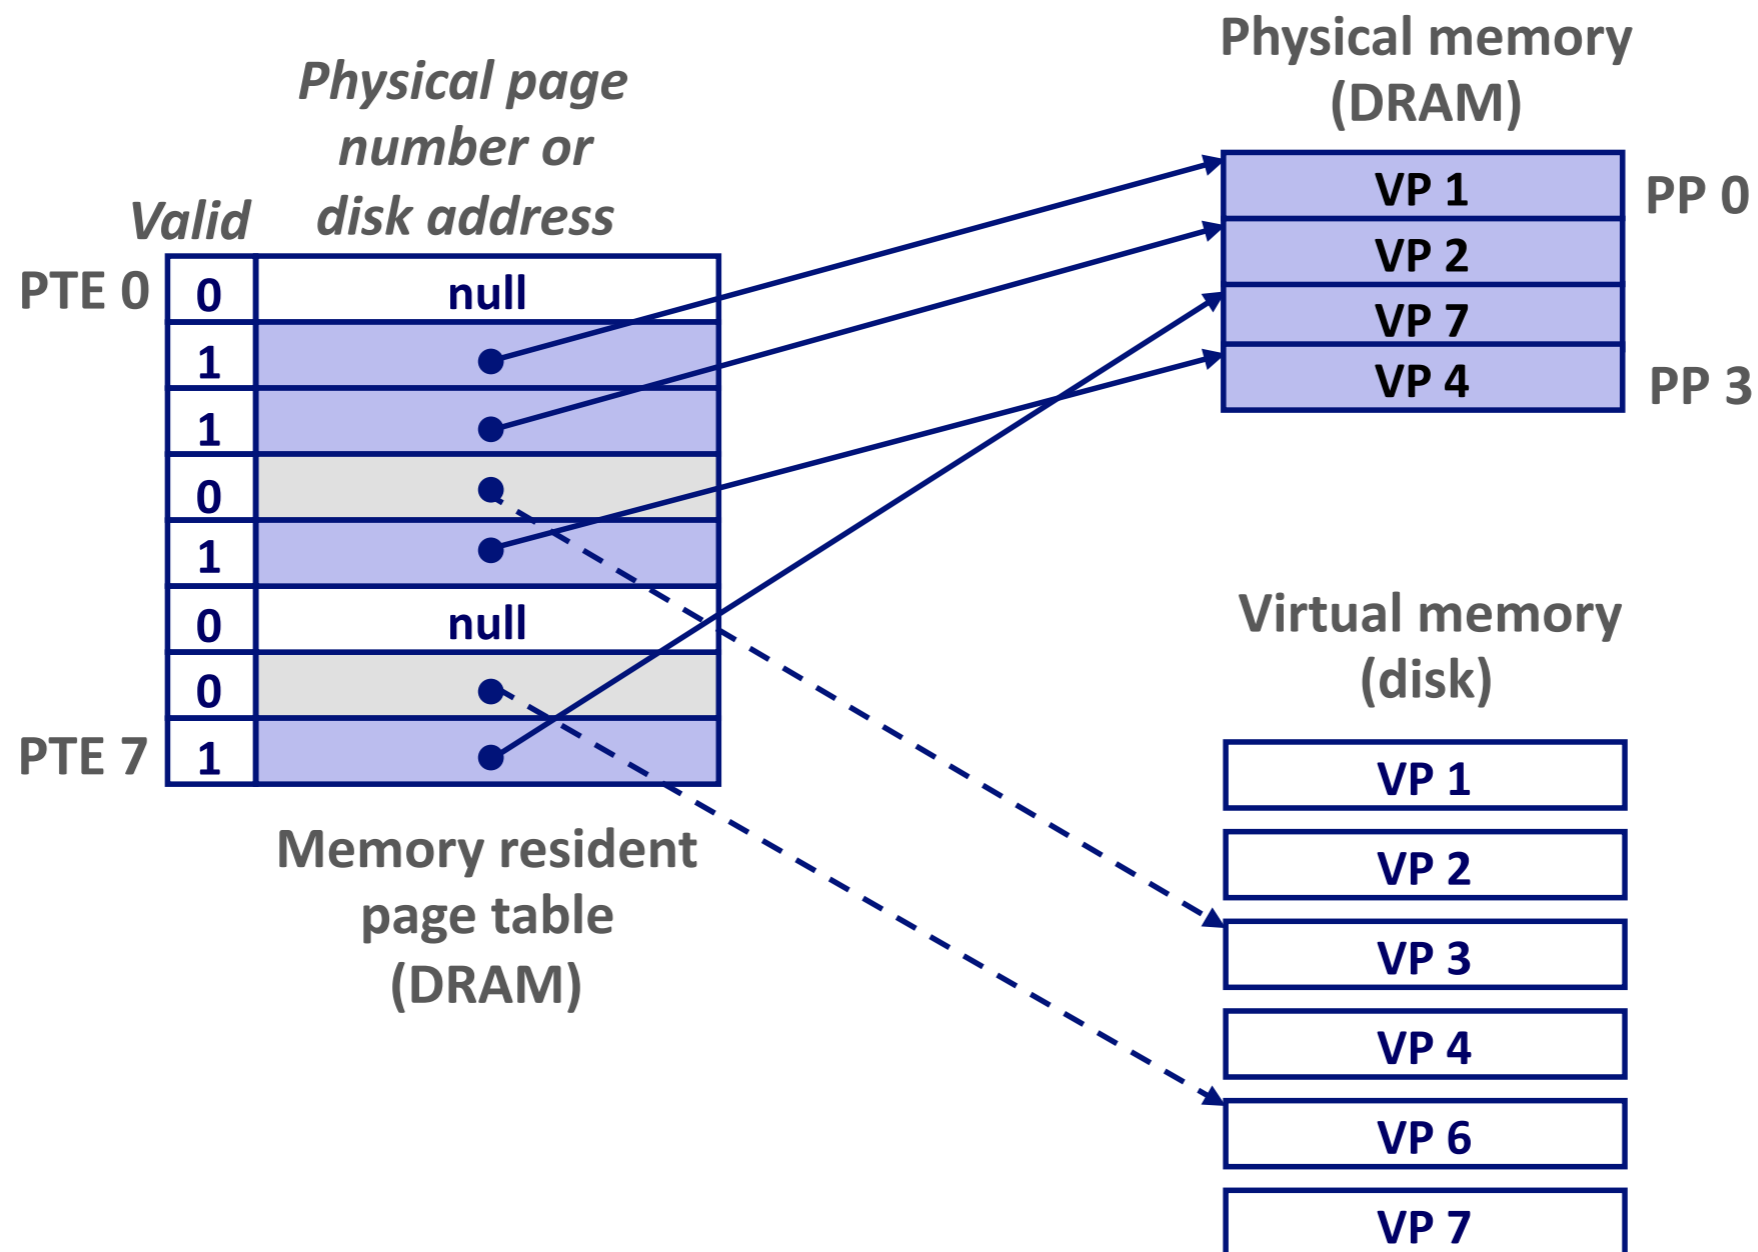 Physical page
number or
disk address
Valid
PTE 0
0
null
1
1
0
1
0
null
0
PTE 7
1
Memory resident
page table
(DRAM)
Physical memory
(DRAM)
VP 1
PP 0
VP 2
VP 7
VP 4
PP 3
Virtual memory
(disk)
VP 1
VP 2
VP 3
VP 4
VP 6
VP 7